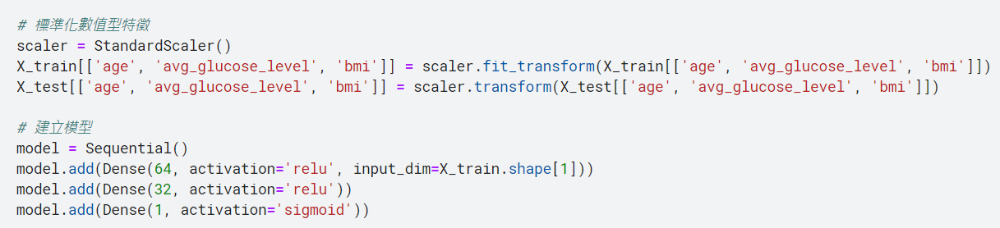 # 標準化數值型特徵
scaler = StandardScaler()
X_train[['age', 'avg_glucose_level', 'bmi']] = scaler.fit_transform(X_train[['age', 'avg_glucose_level', 'bmi']])
X_test[['age', 'avg_glucose_level', 'bmi']] = scaler.transform(X_test[['age', 'avg_glucose_level', 'bmi']])
# 建立模型
model = Sequential()
model.add(Dense(64, activation='relu', input_dim=X_train.shape[1]))
model.add(Dense(32, activation='relu'))
model.add(Dense(1, activation='sigmoid'))